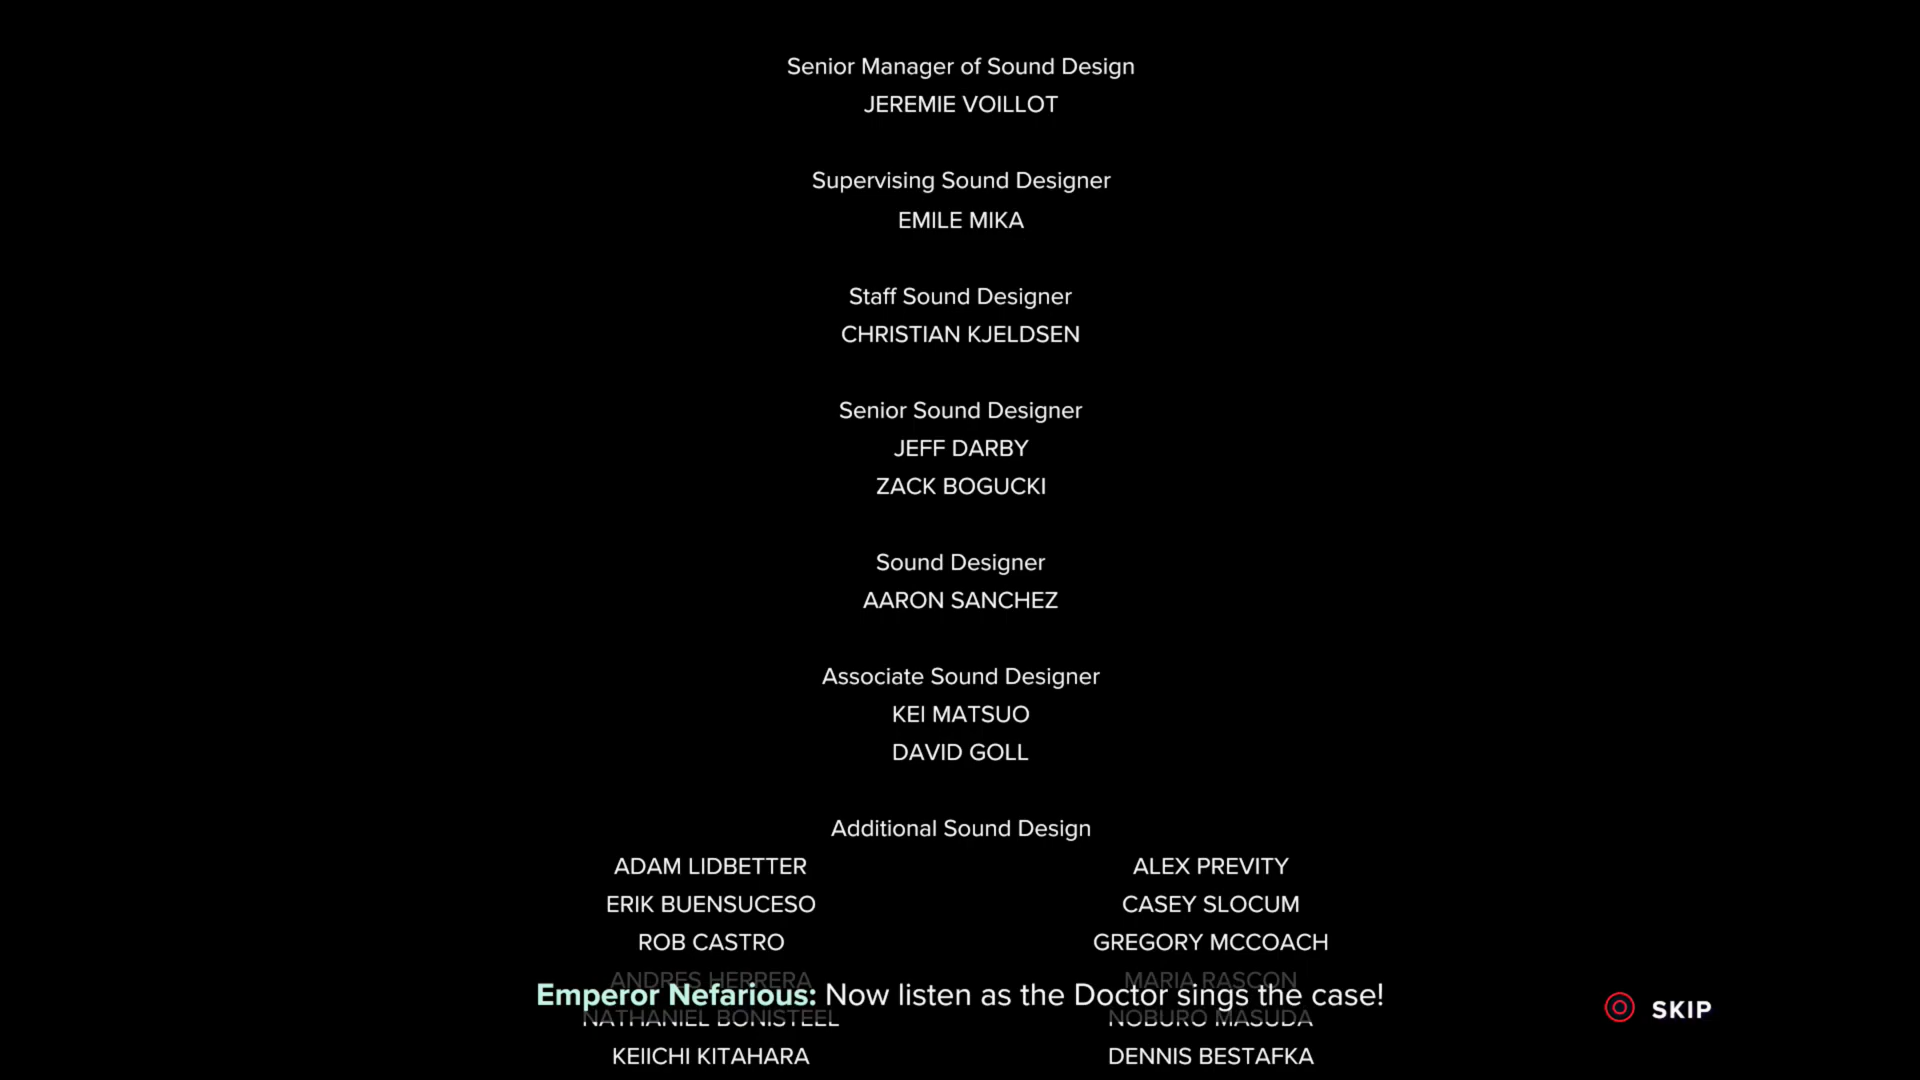 Senior Manager of Sound Design
JEREMIE VOILLOT
Supervising Sound Designer
EMILE MIKA
Staff Sound Designer
CHRISTIAN KJELDSEN
Senior Sound Designer
JEFF DARBY
ZACK BOGUCKI
Sound Designer
AARON SANCHEZ
Associate Sound Designer
KEI MATSUO
DAVID GOLL
Additional Sound Design
ADAM LIDBETTER ALEX PREVITY
ERIK BUENSUCESO CASEY SLOCUM
ROB CASTRO GREGORY MCCOACH
ANDRES HERRERA MARIA RASCON
Emperor Nefarious: Now listen as the Doctor sings the case!
NATHANIEL BONISTEEL NOBURO MASUDA
SKIP
KEIICHI KITAHARA DENNIS BESTAFKA